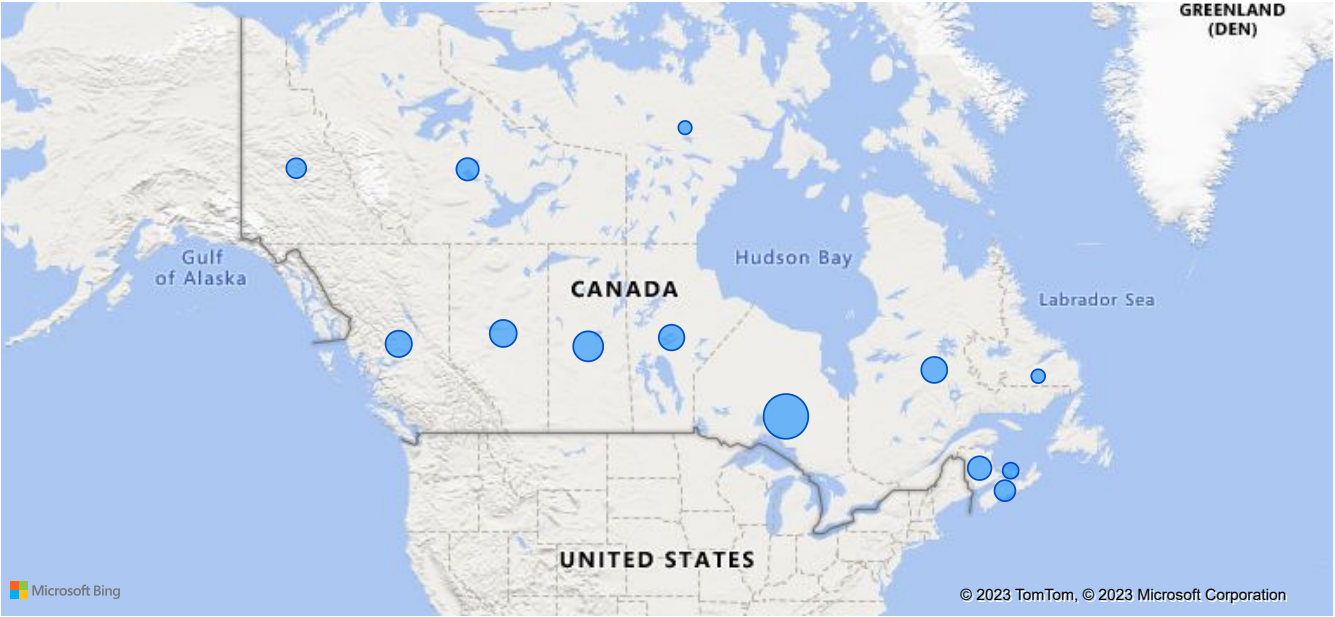 GREENLAND
(DEN)
Gulf
of Alaska
Hudson Bay
CANADA
Labrador Sea
UNITED STATES
Microsoft Bing
© 2023 TomTom, © 2023 Microsoft Corporation